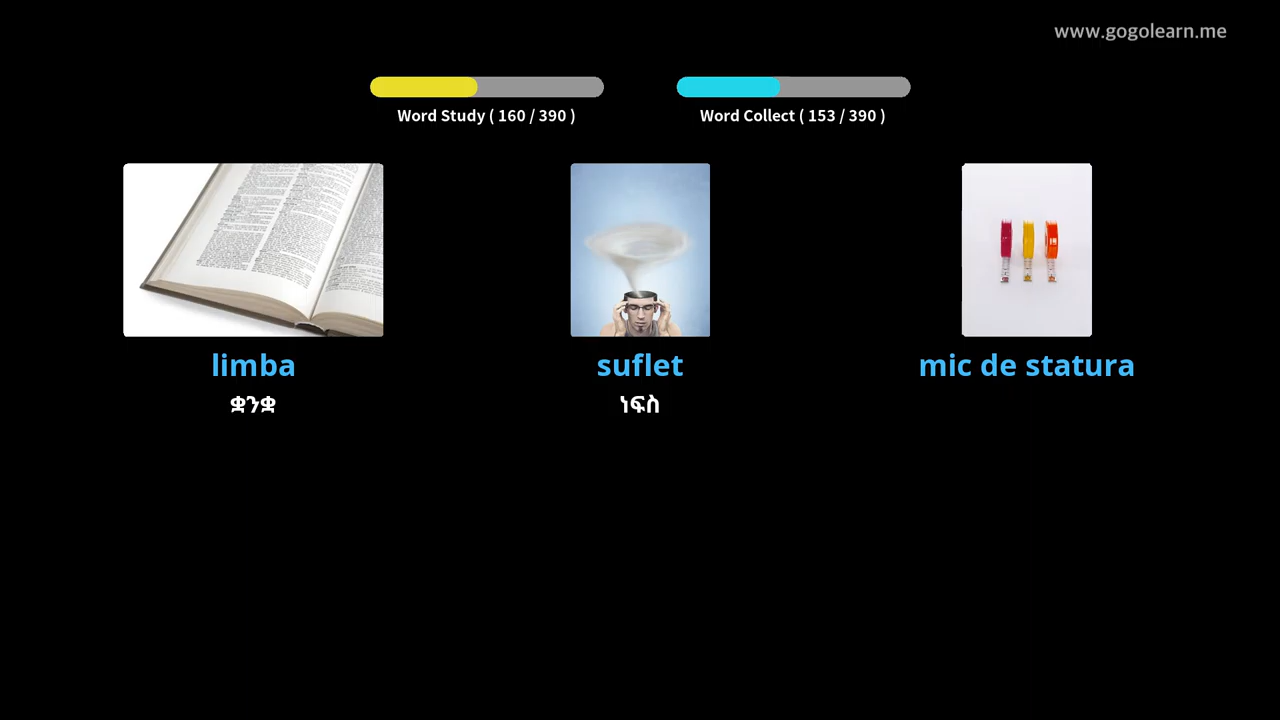 www.gogolearn.me
Word Study ( 160 / 390 )
Word Collect ( 153 / 390 )
limba
suflet
mic de statura
ቋንቋ
ነፍስ